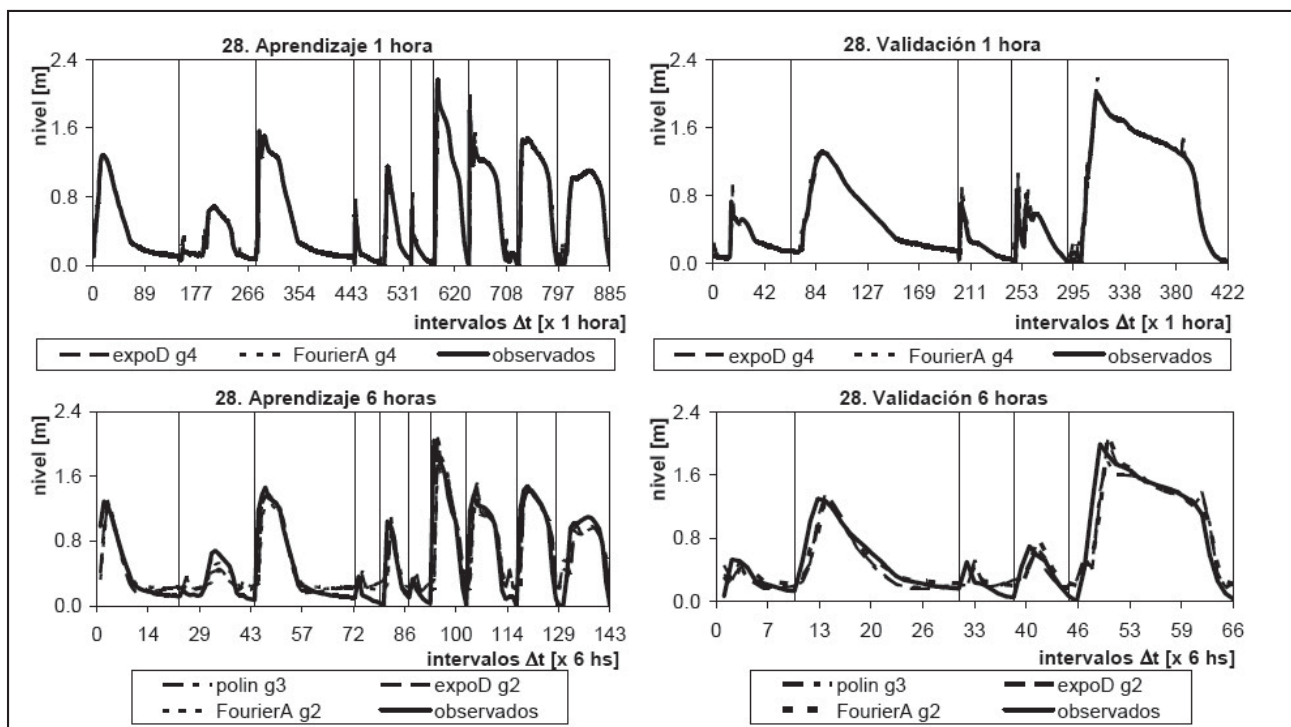 28. Aprendizaje 1 hora
nivel [m]
2.4
1.6
0.8
0.0
0 89 177 266 354 443 531 620 708 797 885
intervalos Δt [x 1 hora]
expoD g4 FourierA g4 observados
28. Validación 1 hora
nivel [m]
2.4
1.6
0.8
0.0
0 42 84 127 169 211 253 295 338 380 422
intervalos Δt [x 1 hora]
expoD g4 FourierA g4 observados
28. Aprendizaje 6 horas
nivel [m]
2.4
1.6
0.8
0.0
0 14 29 43 57 72 86 100 114 129 143
intervalos Δt [x 6 hs]
polin g3 expoD g2
FourierA g2 observados
28. Validación 6 horas
nivel [m]
2.4
1.6
0.8
0.0
0 7 13 20 26 33 40 46 53 59 66
intervalos Δt [x 6 hs]
polin g3 expoD g2
FourierA g2 observados